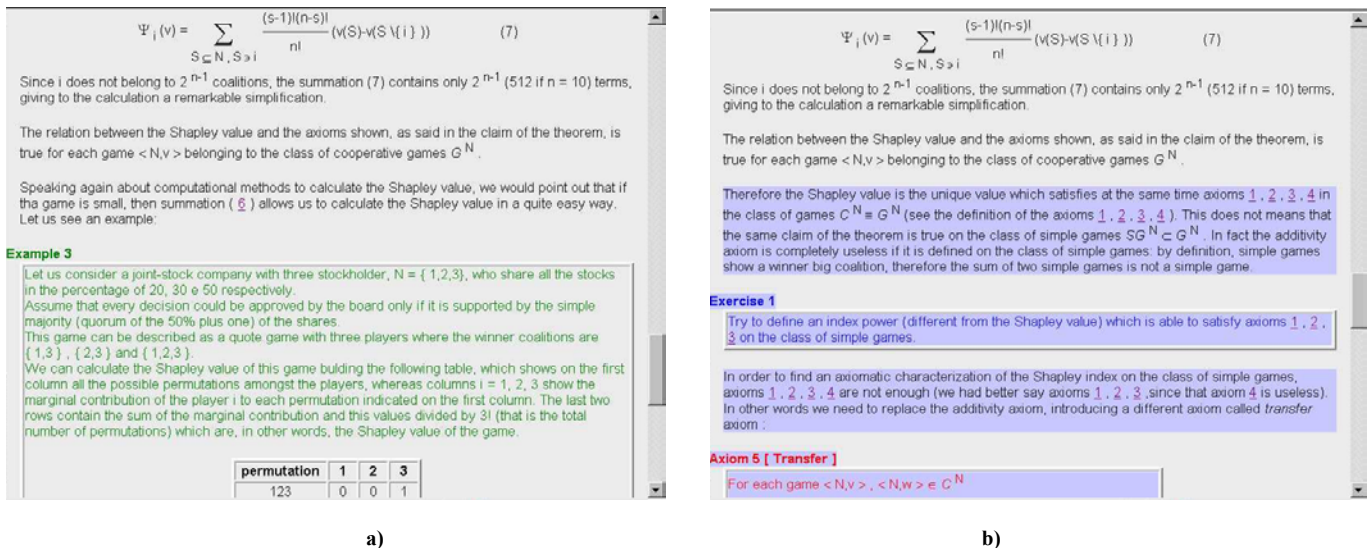 Ψ i (v) = ∑ S ⊆ N , S ∍ i (s-1)!(n-s)! / n! (v(S)-v(S \{ i } )) (7)
Since i does not belong to 2 n-1 coalitions, the summation (7) contains only 2 n-1 (512 if n = 10) terms,
giving to the calculation a remarkable simplification.
The relation between the Shapley value and the axioms shown, as said in the claim of the theorem, is
true for each game < N,v > belonging to the class of cooperative games G N .
Speaking again about computational methods to calculate the Shapley value, we would point out that if
tha game is small, then summation ( 6 ) allows us to calculate the Shapley value in a quite easy way.
Let us see an example:
Example 3
Let us consider a joint-stock company with three stockholder, N = { 1,2,3}, who share all the stocks
in the percentage of 20, 30 e 50 respectively.
Assume that every decision could be approved by the board only if it is supported by the simple
majority (quorum of the 50% plus one) of the shares.
This game can be described as a quote game with three players where the winner coalitions are
{ 1,3 } , { 2,3 } and { 1,2,3 }.
We can calculate the Shapley value of this game bulding the following table, which shows on the first
column all the possible permutations amongst the players, whereas columns i = 1, 2, 3 show the
marginal contribution of the player i to each permutation indicated on the first column. The last two
rows contain the sum of the marginal contribution and this values divided by 3! (that is the total
number of permutations) which are, in other words, the Shapley value of the game.
permutation 1 2 3
123 0 0 1
a)
Ψ i (v) = ∑ S ⊆ N , S ∍ i (s-1)!(n-s)! / n! (v(S)-v(S \{ i } )) (7)
Since i does not belong to 2 n-1 coalitions, the summation (7) contains only 2 n-1 (512 if n = 10) terms,
giving to the calculation a remarkable simplification.
The relation between the Shapley value and the axioms shown, as said in the claim of the theorem, is
true for each game < N,v > belonging to the class of cooperative games G N .
Therefore the Shapley value is the unique value which satisfies at the same time axioms 1 , 2 , 3 , 4 in
the class of games C N ≡ G N (see the definition of the axioms 1 , 2 , 3 , 4 ). This does not means that
the same claim of the theorem is true on the class of simple games SG N ⊂ G N . In fact the additivity
axiom is completely useless if it is defined on the class of simple games: by definition, simple games
show a winner big coalition, therefore the sum of two simple games is not a simple game.
Exercise 1
Try to define an index power (different from the Shapley value) which is able to satisfy axioms 1 , 2 ,
3 on the class of simple games.
In order to find an axiomatic characterization of the Shapley index on the class of simple games,
axioms 1 , 2 , 3 , 4 are not enough (we had better say axioms 1 , 2 , 3 ,since that axiom 4 is useless).
In other words we need to replace the additivity axiom, introducing a different axiom called transfer
axiom :
Axiom 5 [ Transfer ]
For each game < N,v > , < N,w > ∈ C N
b)